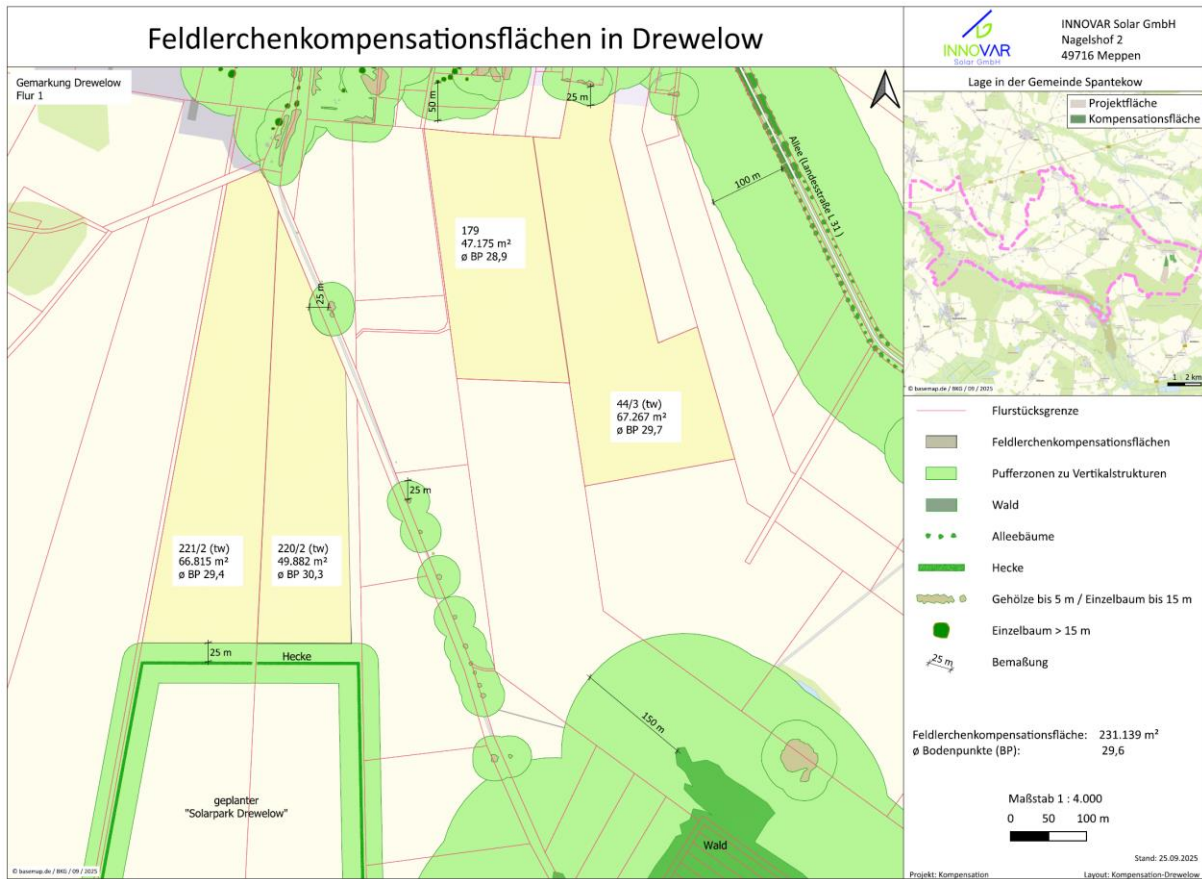 Feldlerchenkompensationsflächen in Drewelow
INNOVAR
Solar GmbH
INNOVAR Solar GmbH
Nagelshof 2
49716 Meppen
Gemarkung Drewelow
Flur 1
50 m
25 m
100 m
Allee (Landesstraße L 31 )
25 m
179
47.175 m²
ø BP 28,9
44/3 (tw)
67.267 m²
ø BP 29,7
25 m
221/2 (tw)
66.815 m²
ø BP 29,4
220/2 (tw)
49.882 m²
ø BP 30,3
25 m
Hecke
150 m
geplanter
"Solarpark Drewelow"
Wald
© basemap.de / BKG / 09 / 2025
Lage in der Gemeinde Spantekow
Projektfläche
Kompensationsfläche
1 2 km
© basemap.de / BKG / 09 / 2025
Flurstücksgrenze
Feldlerchenkompensationsflächen
Pufferzonen zu Vertikalstrukturen
Wald
Alleebäume
Hecke
Gehölze bis 5 m / Einzelbaum bis 15 m
Einzelbaum > 15 m
25 m
Bemaßung
Feldlerchenkompensationsfläche: 231.139 m²
ø Bodenpunkte (BP): 29,6
Maßstab 1 : 4.000
0 50 100 m
Stand: 25.09.2025
Projekt: Kompensation Layout: Kompensation-Drewelow